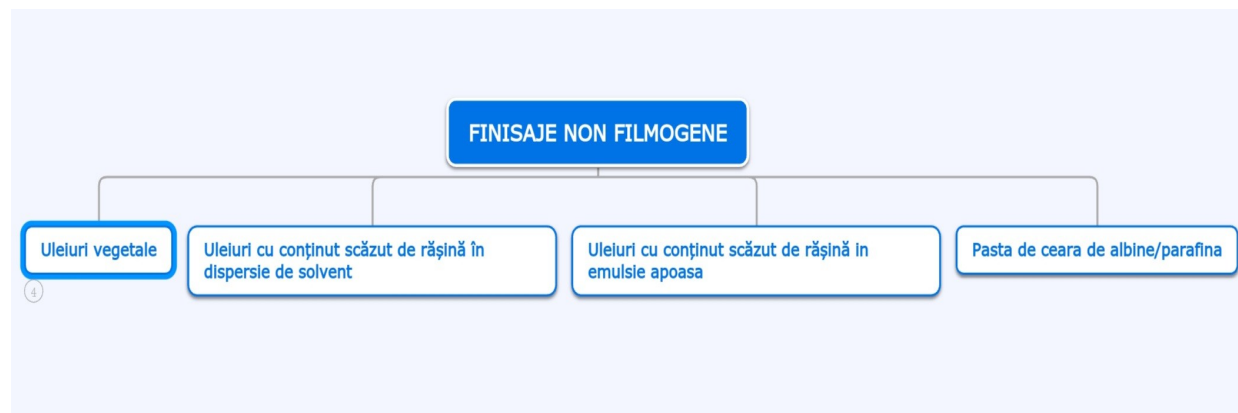 FINISAJE NON FILMOGENE
Uleiuri vegetale
Uleiuri cu conținut scăzut de rășină în
dispersie de solvent
Uleiuri cu conținut scăzut de rășină in
emulsie apoasa
Pasta de ceara de albine/parafina
4